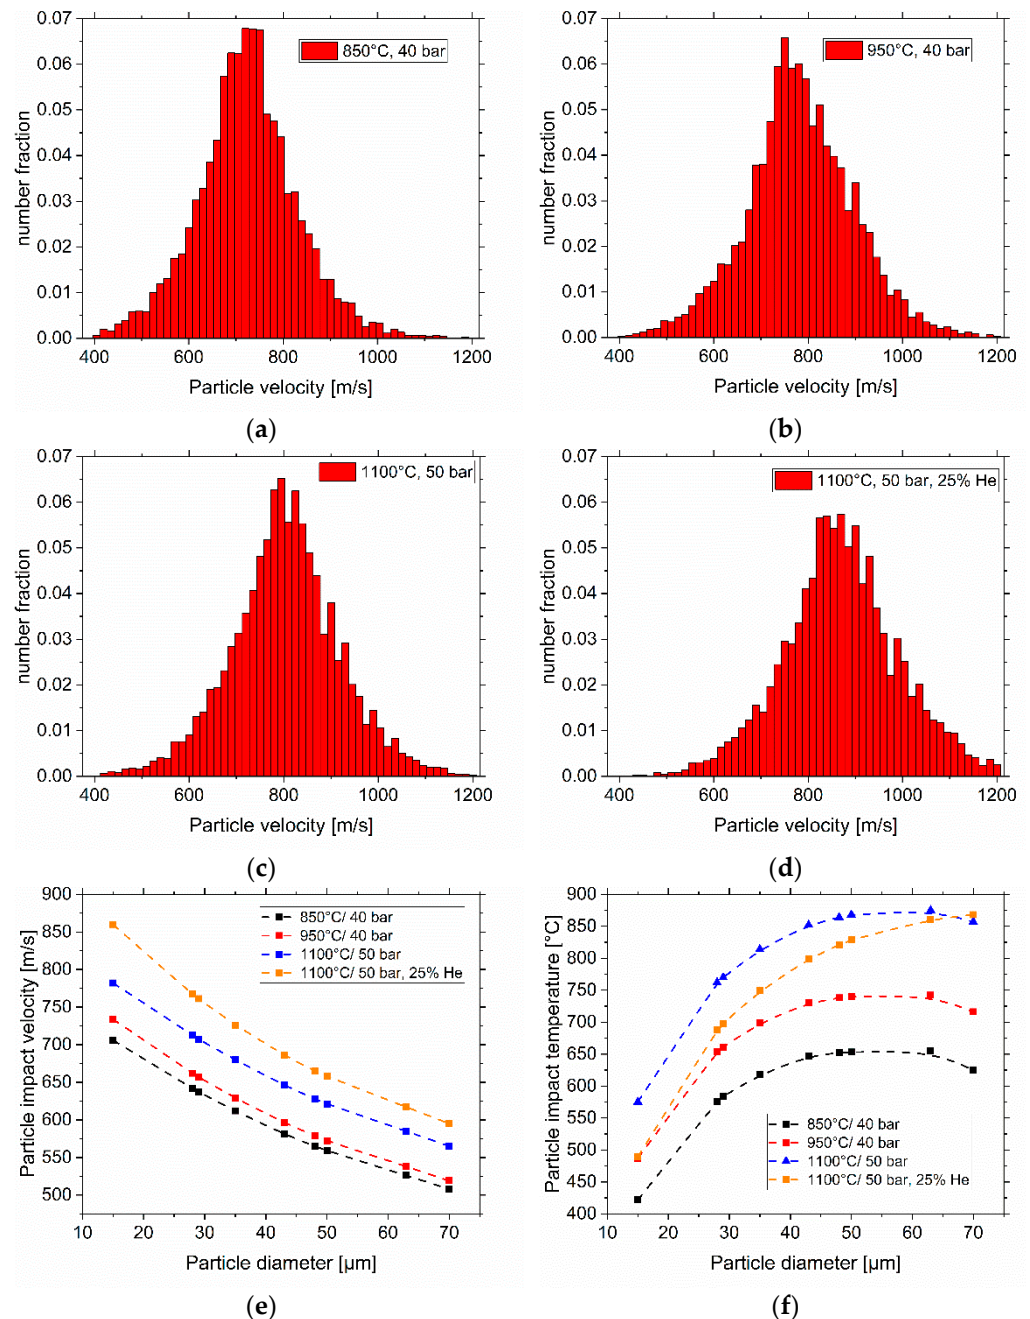 0.07
0.06
0.05
0.04
0.03
0.02
0.01
0.00
number fraction
850°C, 40 bar
400 600 800 1000 1200
Particle velocity [m/s]
(a)
0.07
0.06
0.05
0.04
0.03
0.02
0.01
0.00
number fraction
950°C, 40 bar
400 600 800 1000 1200
Particle velocity [m/s]
(b)
0.07
0.06
0.05
0.04
0.03
0.02
0.01
0.00
number fraction
1100°C, 50 bar
400 600 800 1000 1200
Particle velocity [m/s]
(c)
0.07
0.06
0.05
0.04
0.03
0.02
0.01
0.00
number fraction
1100°C, 50 bar, 25% He
400 600 800 1000 1200
Particle velocity [m/s]
(d)
900
850
800
750
700
650
600
550
500
Particle impact velocity [m/s]
850°C/ 40 bar
950°C/ 40 bar
1100°C/ 50 bar
1100°C/ 50 bar, 25% He
10 20 30 40 50 60 70
Particle diameter [µm]
(e)
900
850
800
750
700
650
600
550
500
450
400
Particle impact temperature [°C]
850°C/ 40 bar
950°C/ 40 bar
1100°C/ 50 bar
1100°C/ 50 bar, 25% He
10 20 30 40 50 60 70
Particle diameter [µm]
(f)